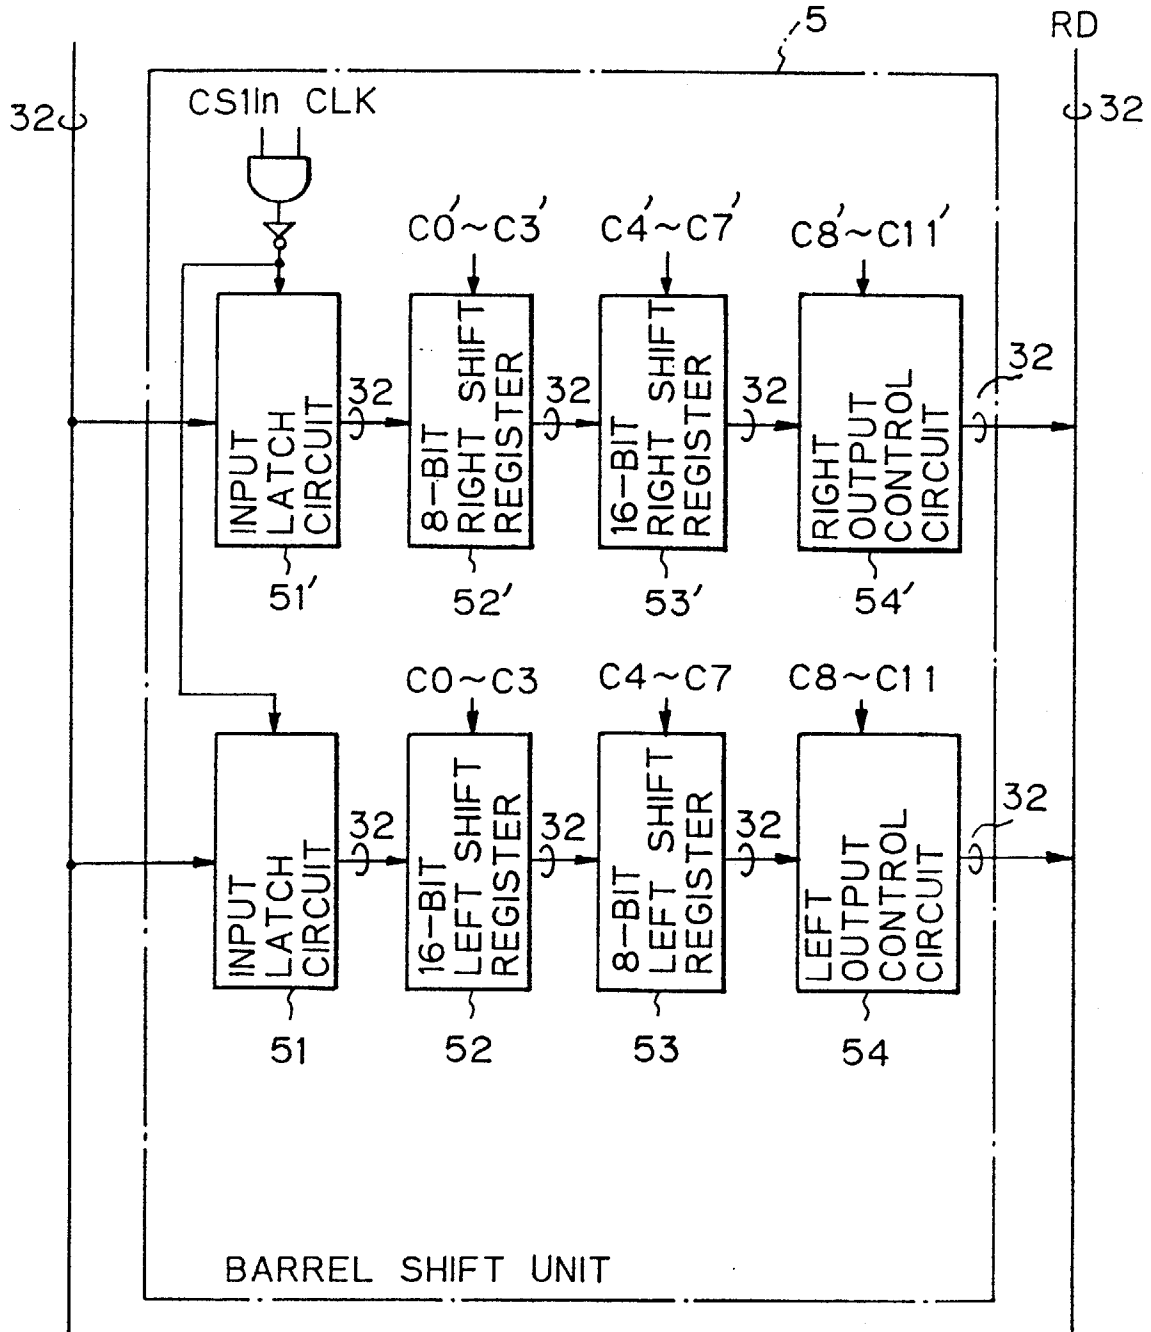 5
RD
32
32
CS1In CLK
C0'~C3'
C4'~C7'
C8'~C11'
INPUT
LATCH
CIRCUIT
32
8-BIT
RIGHT SHIFT
REGISTER
32
16-BIT
RIGHT SHIFT
REGISTER
32
RIGHT
OUTPUT
CONTROL
CIRCUIT
32
51'
52'
53'
54'
C0~C3
C4~C7
C8~C11
INPUT
LATCH
CIRCUIT
32
16-BIT
LEFT SHIFT
REGISTER
32
8-BIT
LEFT SHIFT
REGISTER
32
LEFT
OUTPUT
CONTROL
CIRCUIT
32
51
52
53
54
BARREL SHIFT UNIT